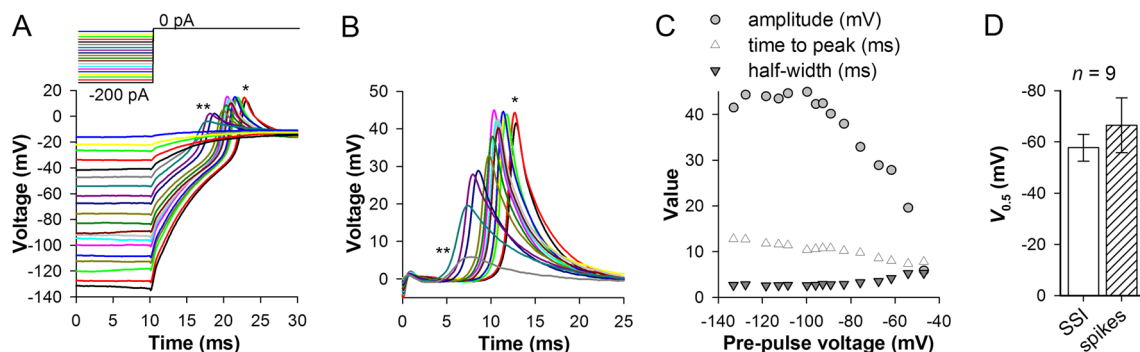 A
0 pA
-200 pA
**
*
20
0
-20
-40
-60
-80
-100
-120
-140
Voltage (mV)
0 5 10 15 20 25 30
Time (ms)
B
50
40
30
20
10
0
Voltage (mV)
**
*
0 5 10 15 20 25
Time (ms)
C
amplitude (mV)
time to peak (ms)
half-width (ms)
50
40
30
20
10
0
Value
-140 -120 -100 -80 -60 -40
Pre-pulse voltage (mV)
D
n = 9
-80
-60
-40
-20
0
V0.5 (mV)
SSI
spikes